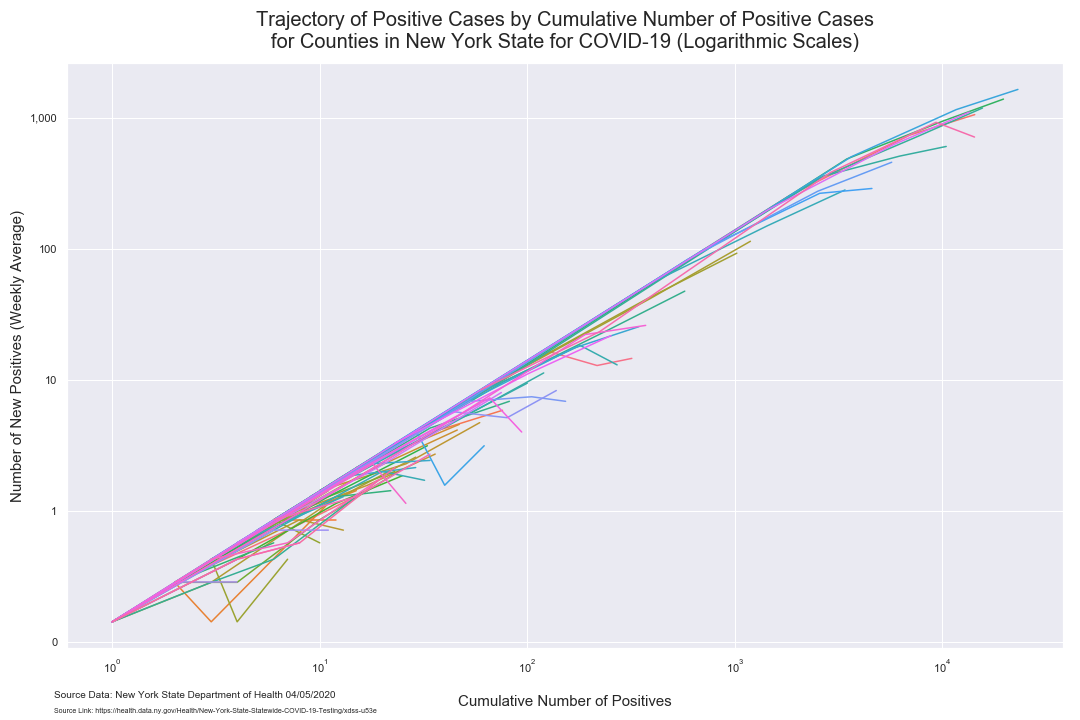 Trajectory of Positive Cases by Cumulative Number of Positive Cases
for Counties in New York State for COVID-19 (Logarithmic Scales)
Number of New Positives (Weekly Average)
1,000
100
10
1
0
10⁰
10¹
10²
10³
10⁴
Cumulative Number of Positives
Source Data: New York State Department of Health 04/05/2020
Source Link: https://health.data.ny.gov/Health/New-York-State-Statewide-COVID-19-Testing/xdss-u53e